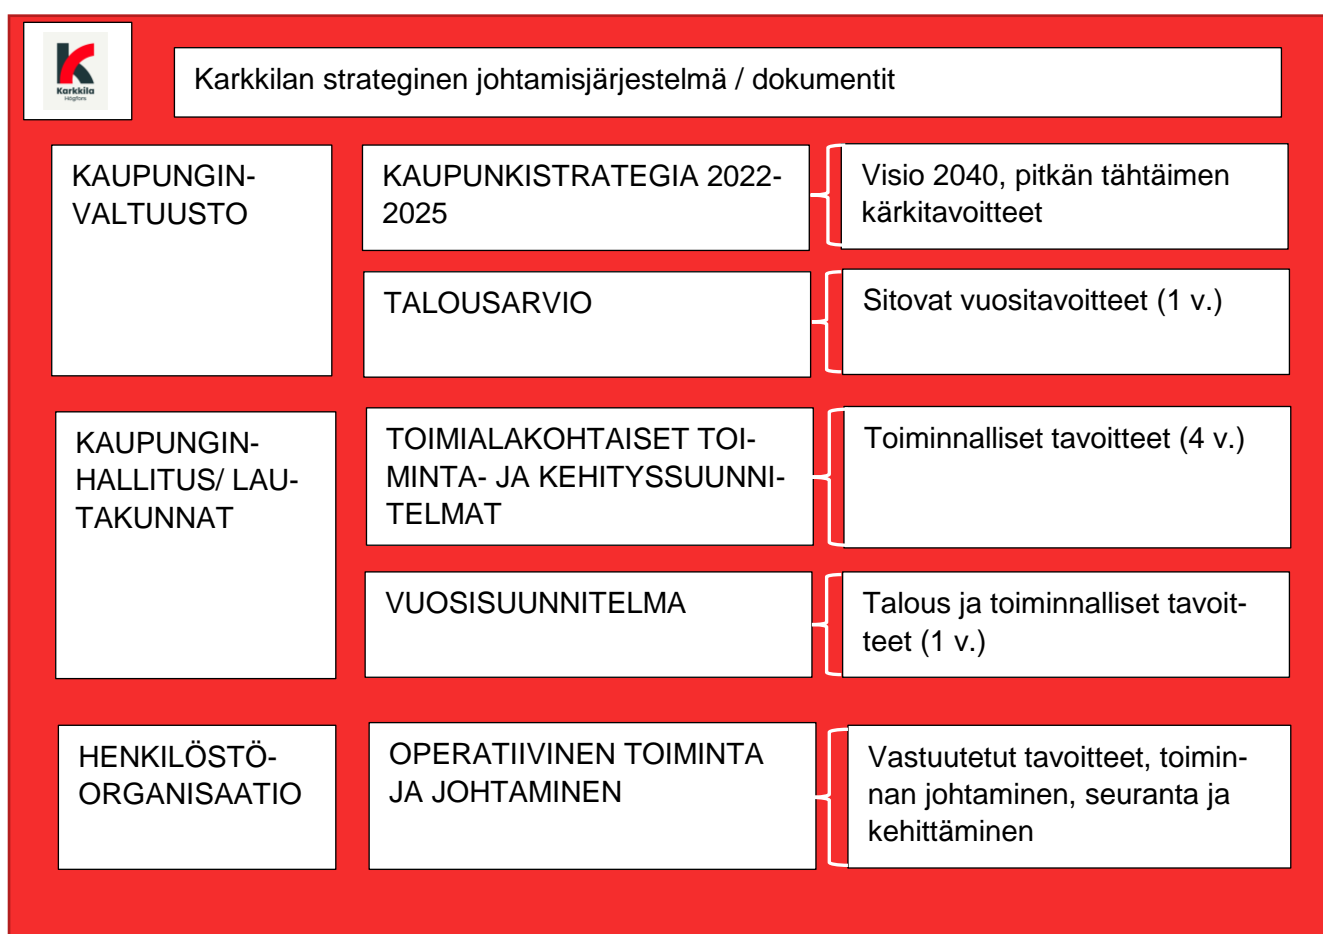 Karkkila
Högfors
Karkkilan strateginen johtamisjärjestelmä / dokumentit
KAUPUNGIN-
VALTUUSTO
KAUPUNKISTRATEGIA 2022-
2025
Visio 2040, pitkän tähtäimen
kärkitavoitteet
TALOUSARVIO
Sitovat vuositavoitteet (1 v.)
KAUPUNGIN-
HALLITUS/ LAU-
TAKUNNAT
TOIMIALAKOHTAISET TOI-
MINTA- JA KEHITYSSUUNNI-
TELMAT
Toiminnalliset tavoitteet (4 v.)
VUOSISUUNNITELMA
Talous ja toiminnalliset tavoit-
teet (1 v.)
HENKILÖSTÖ-
ORGANISAATIO
OPERATIIVINEN TOIMINTA
JA JOHTAMINEN
Vastuutetut tavoitteet, toimin-
nan johtaminen, seuranta ja
kehittäminen